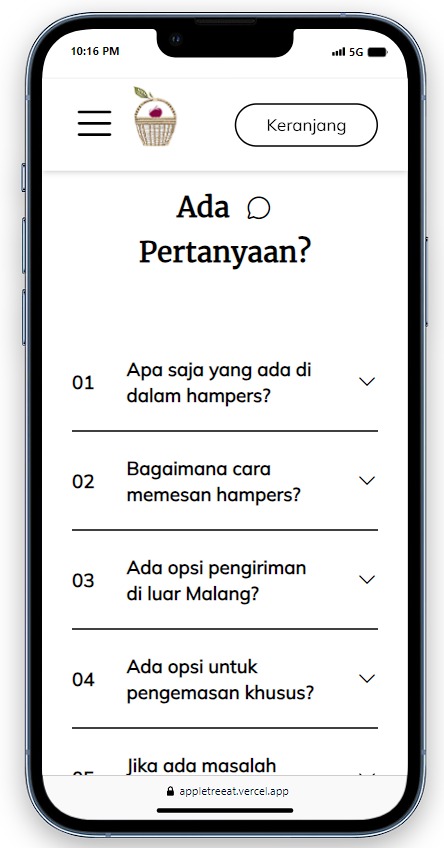 10:16 PM
5G
Keranjang
Ada
Pertanyaan?
01
Apa saja yang ada di
dalam hampers?
02
Bagaimana cara
memesan hampers?
03
Ada opsi pengiriman
di luar Malang?
04
Ada opsi untuk
pengemasan khusus?
05
Jika ada masalah
appletreeeat.vercel.app